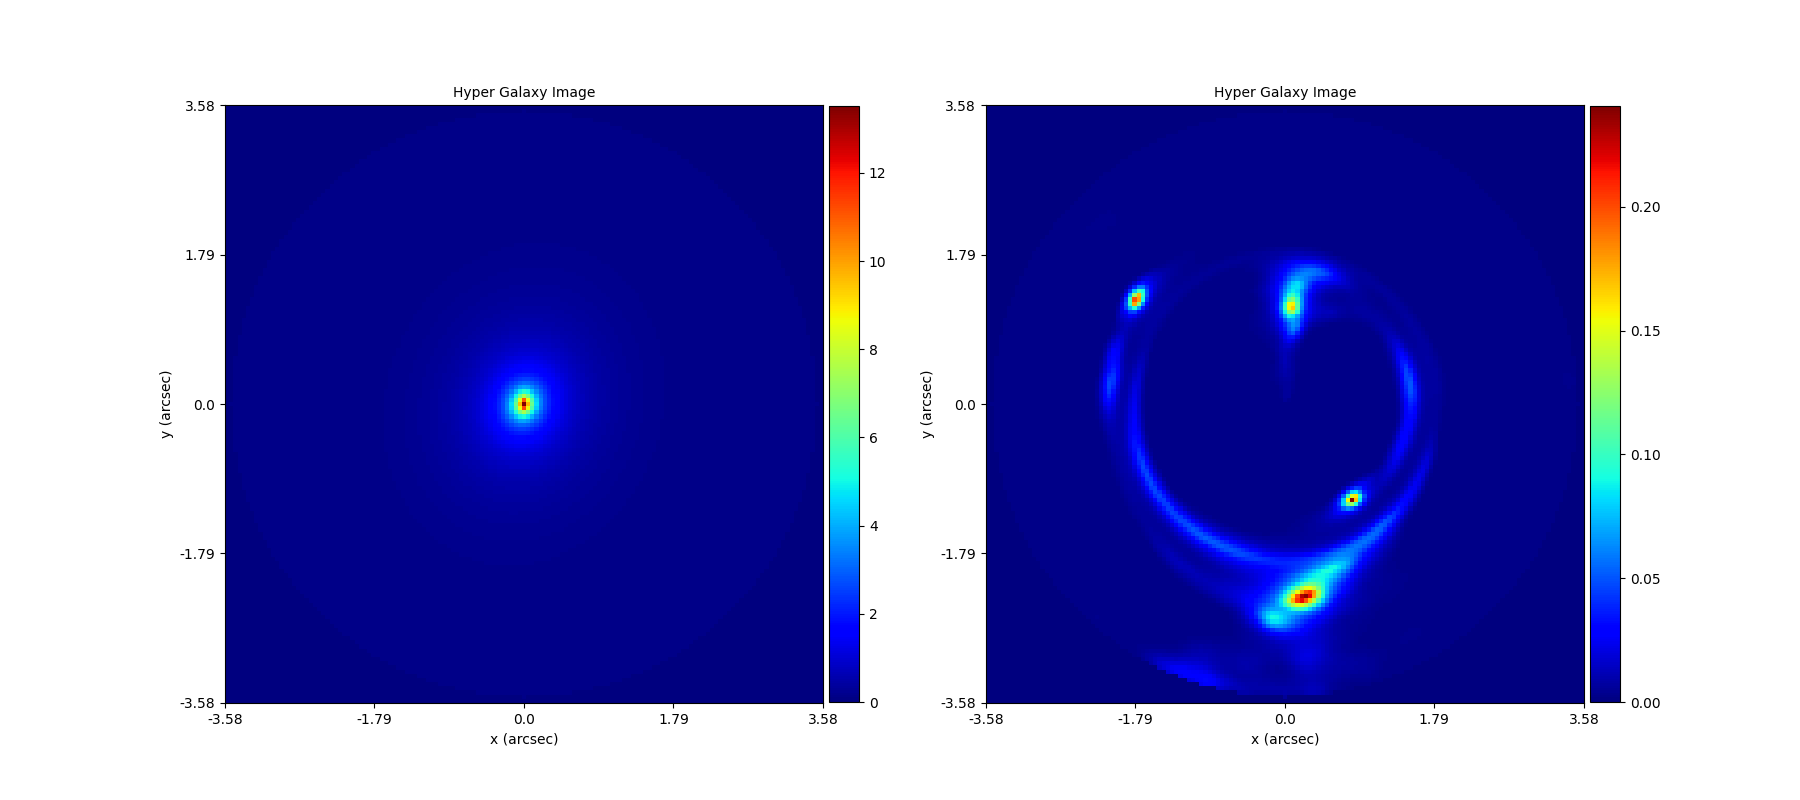 Hyper Galaxy Image
3.58
1.79
0.0
-1.79
-3.58
y (arcsec)
-3.58 -1.79 0.0 1.79 3.58
x (arcsec)
12
10
8
6
4
2
0
Hyper Galaxy Image
3.58
1.79
0.0
-1.79
-3.58
y (arcsec)
-3.58 -1.79 0.0 1.79 3.58
x (arcsec)
0.20
0.15
0.10
0.05
0.00